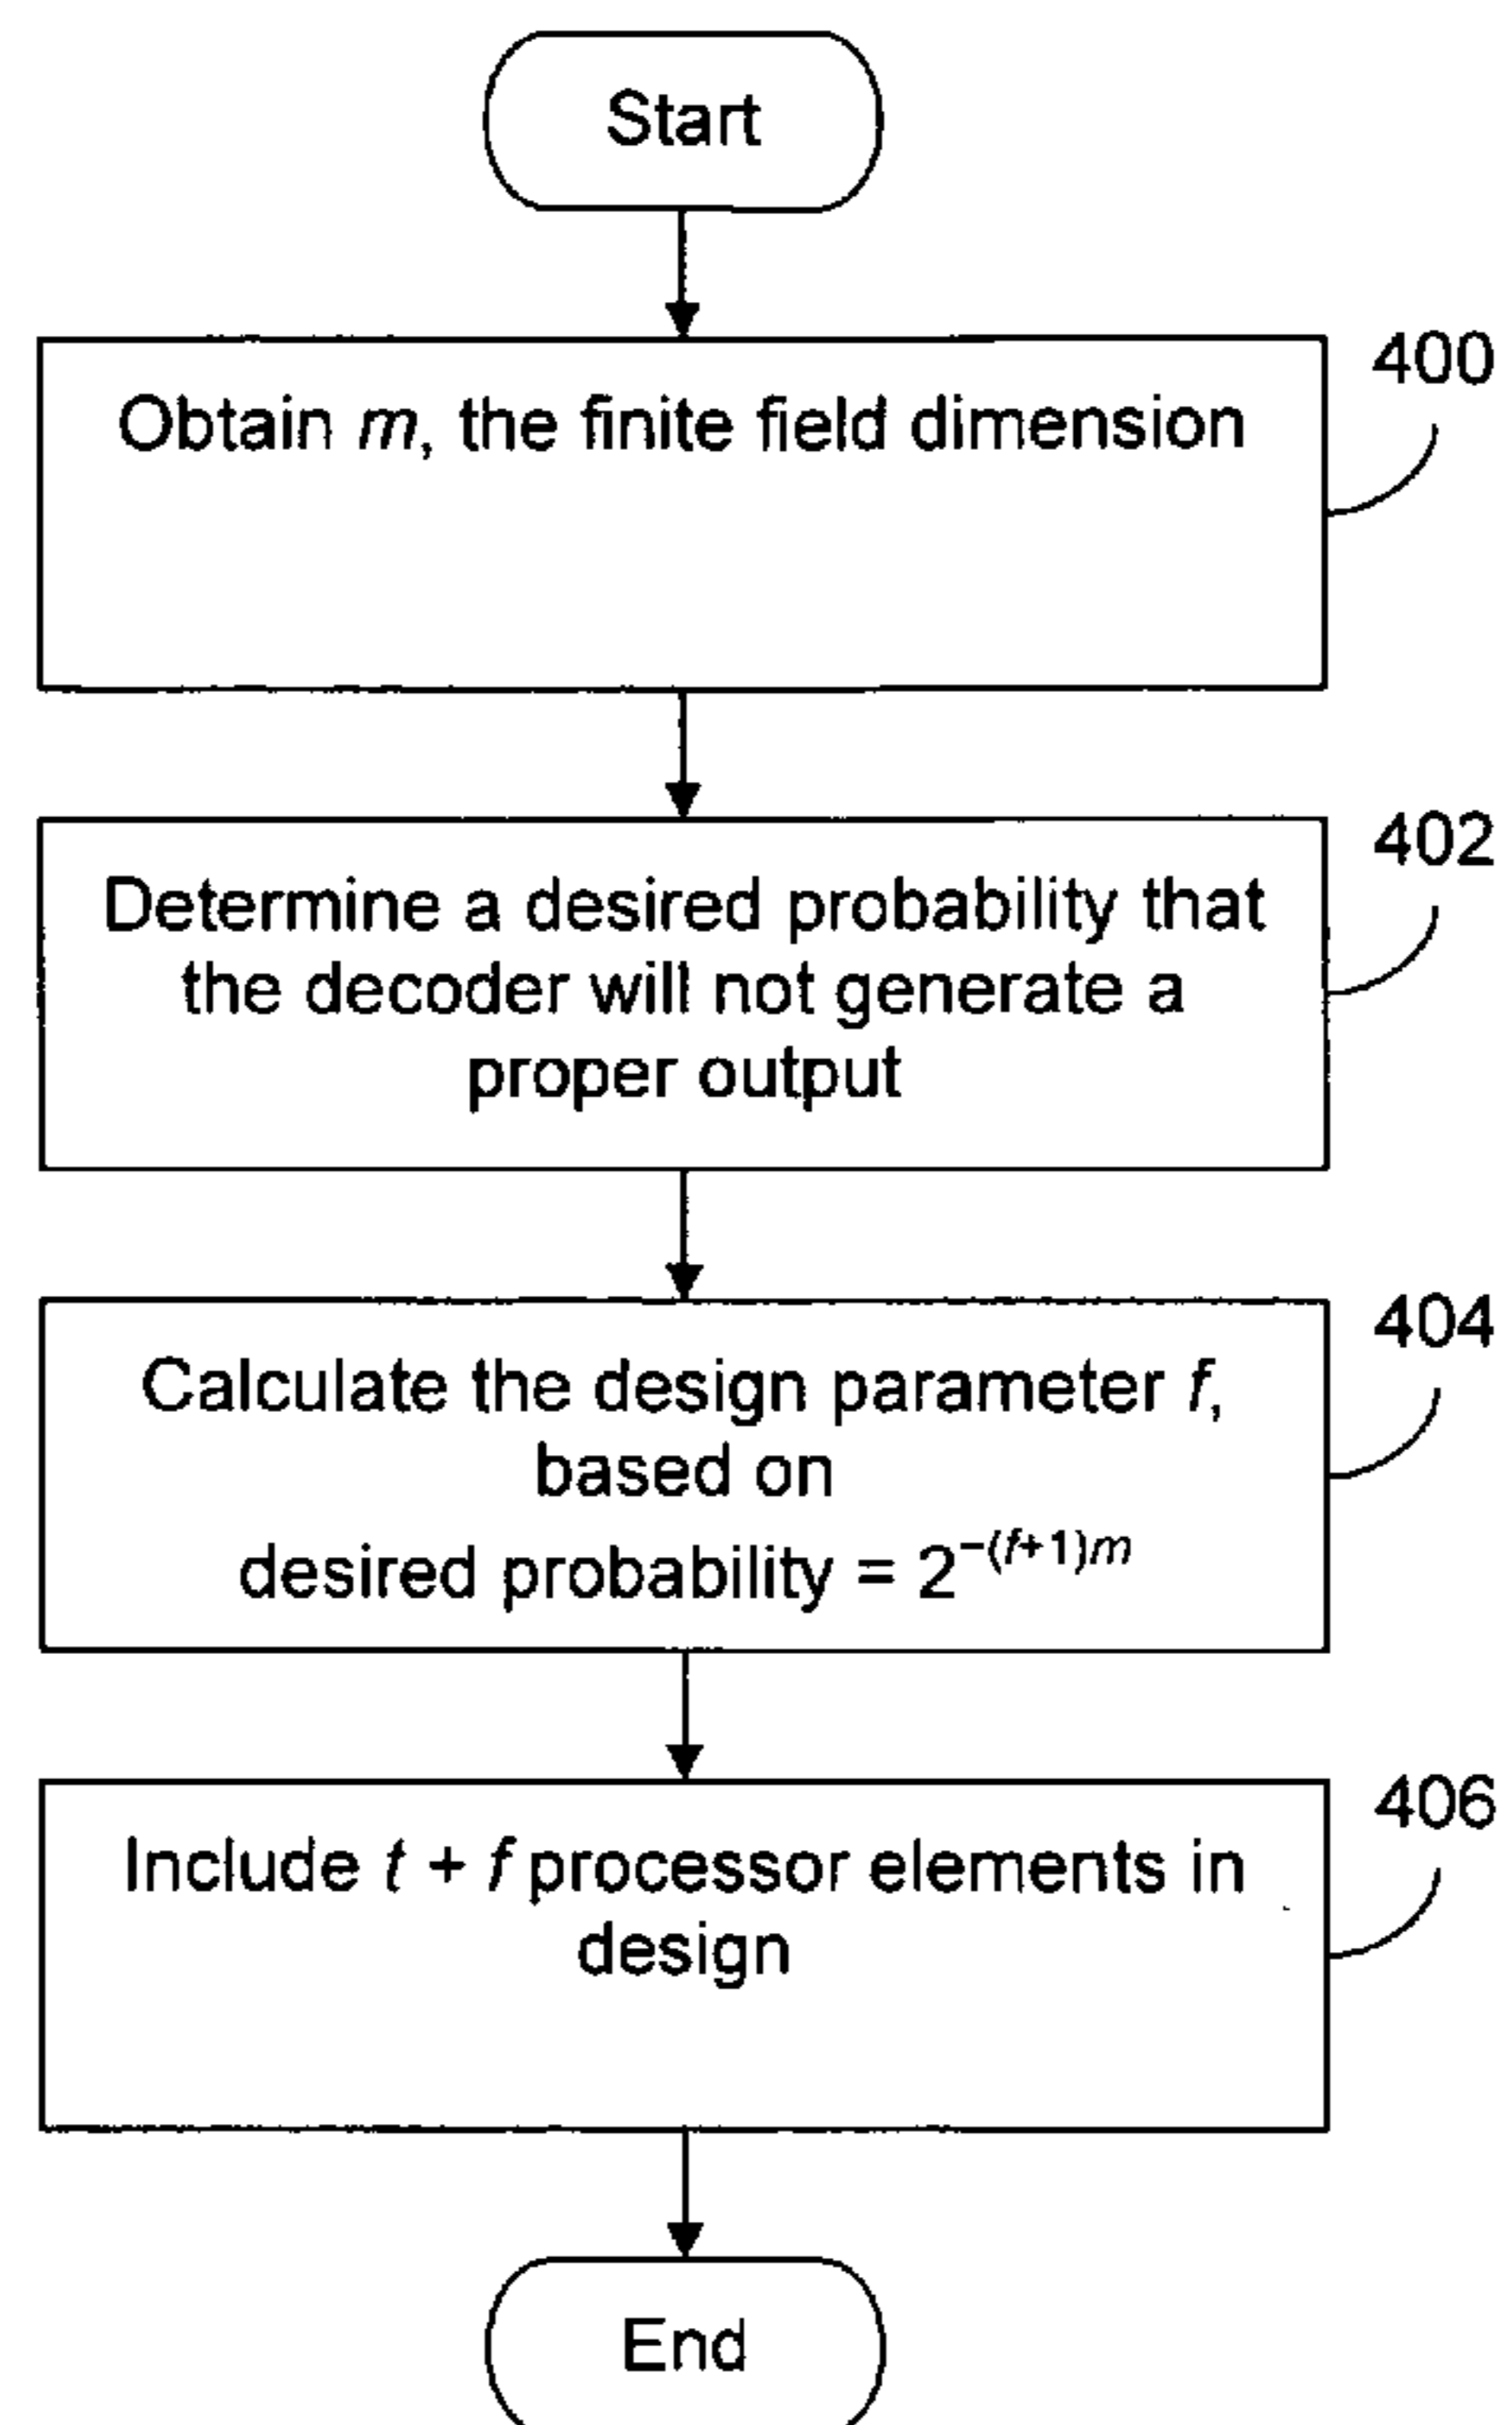 Start
400
Obtain m, the finite field dimension
402
Determine a desired probability that
the decoder will not generate a
proper output
404
Calculate the design parameter f,
based on
desired probability = 2^-(f+1)m
406
Include t + f processor elements in
design
End